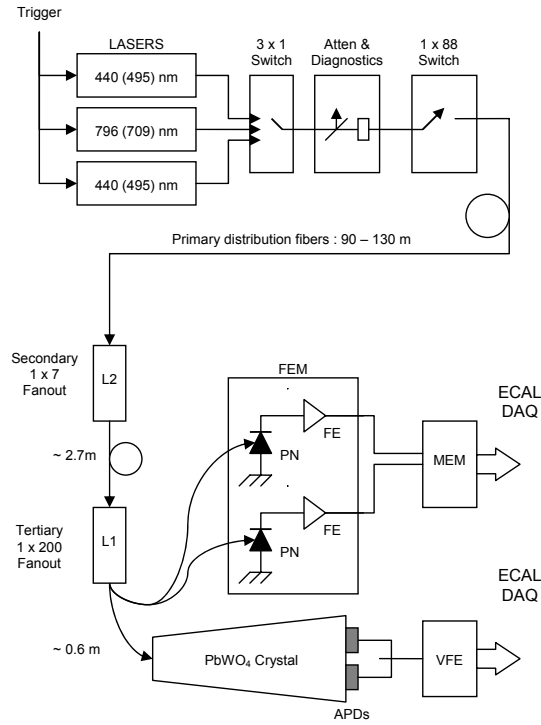 Trigger
LASERS
3 x 1
Switch
Atten &
Diagnostics
1 x 88
Switch
440 (495) nm
796 (709) nm
440 (495) nm
Primary distribution fibers : 90 – 130 m
Secondary
1 x 7
Fanout
L2
FEM
ECAL
DAQ
FE
PN
MEM
~ 2.7m
Tertiary
1 x 200
Fanout
L1
FE
PN
ECAL
DAQ
~ 0.6 m
PbWO₄ Crystal
VFE
APDs